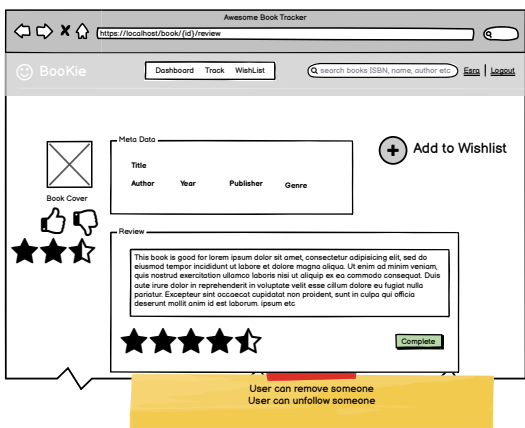 Awesome Book Tracker
https://localhost/book/{id}/review
BooKie
Dashboard Track WishList
search books ISBN, name, author etc
Esra | Logout
Meta Data
Add to Wishlist
Title
Author Year Publisher Genre
Book Cover
Review
This book is good for lorem ipsum dolor sit amet, consectetur adipisicing elit, sed do
eiusmod tempor incididunt ut labore et dolore magna aliqua. Ut enim ad minim veniam,
quis nostrud exercitation ullamco laboris nisi ut aliquip ex ea commodo consequat. Duis
aute irure dolor in reprehenderit in voluptate velit esse cillum dolore eu fugiat nulla
pariatur. Excepteur sint occaecat cupidatat non proident, sunt in culpa qui officia
deserunt mollit anim id est laborum. ipsum etc
Complete
User can remove someone
User can unfollow someone